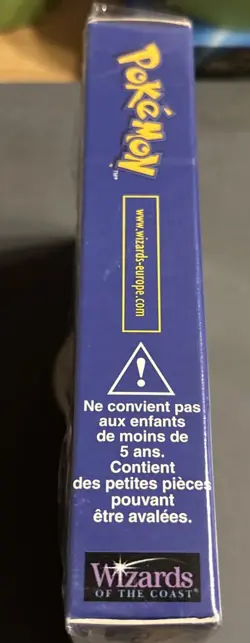 POKéMON
TM
www.wizards-europe.com
!
Ne convient pas
aux enfants
de moins de
5 ans.
Contient
des petites pièces
pouvant
être avalées.
Wizards
OF THE COAST®